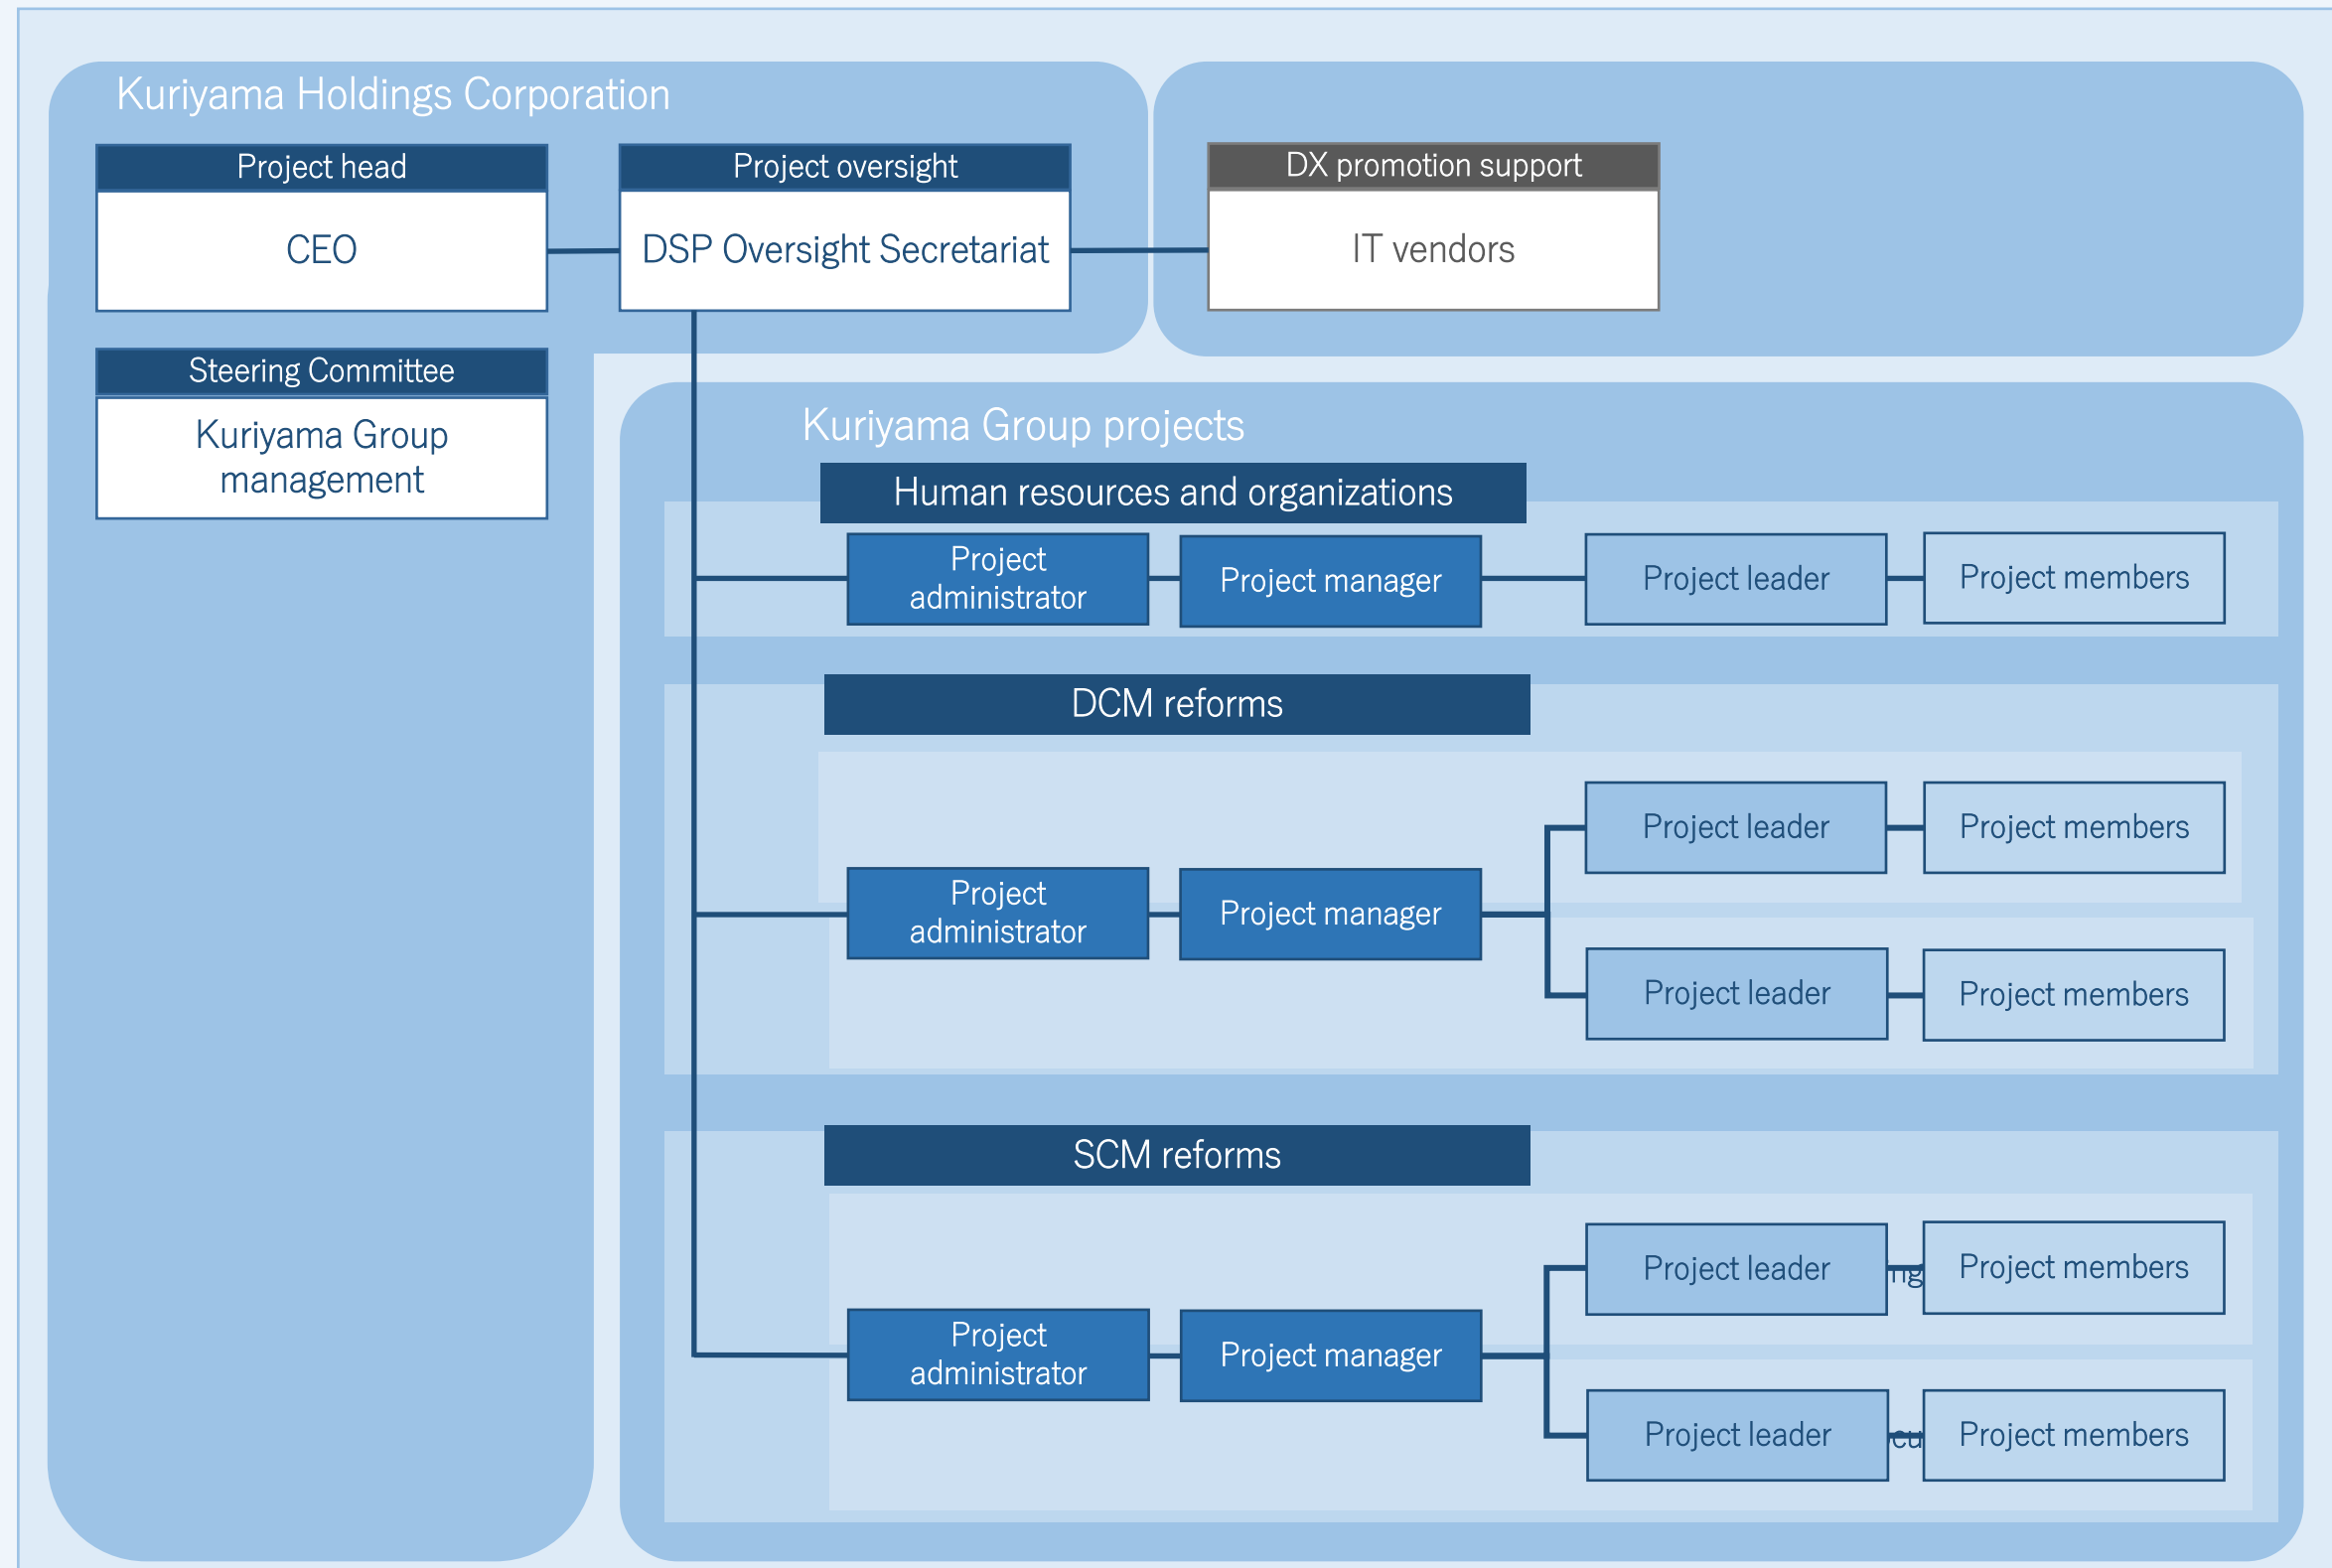 Kuriyama Holdings Corporation
Project head
CEO
Project oversight
DSP Oversight Secretariat
DX promotion support
IT vendors
Steering Committee
Kuriyama Group
management
Kuriyama Group projects
Human resources and organizations
Project
administrator
Project manager
Project leader
Project members
DCM reforms
Project
administrator
Project manager
Project leader
Project members
Project leader
Project members
SCM reforms
Project
administrator
Project manager
Project leader
Project members
Project leader
Project members